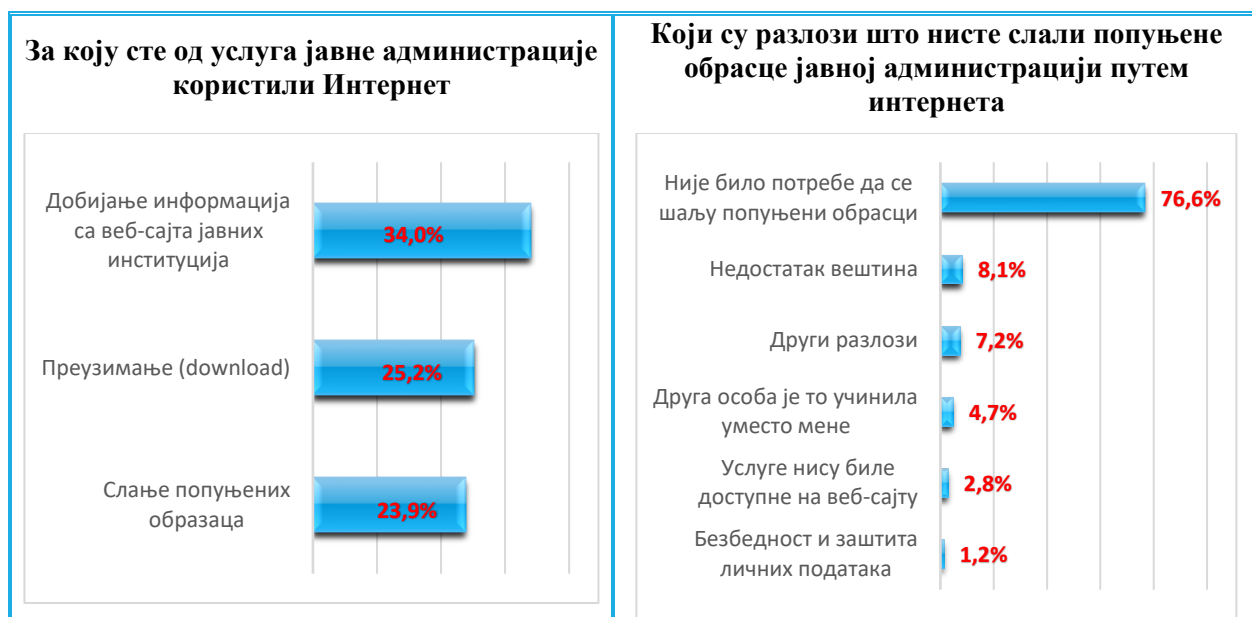 За коју сте од услуга јавне администрације
користили Интернет
Добијање информација
са веб-сајта јавних
институција
34,0%
Преузимање (download)
25,2%
Слање попуњених
образаца
23,9%
Који су разлози што нисте слали попуњене
обрасце јавној администрацији путем
интернета
Није било потребе да се
шаљу попуњени обрасци
76,6%
Недостатак вештина
8,1%
Други разлози
7,2%
Друга особа је то учинила
уместо мене
4,7%
Услуге нису биле
доступне на веб-сајту
2,8%
Безбедност и заштита
личних података
1,2%